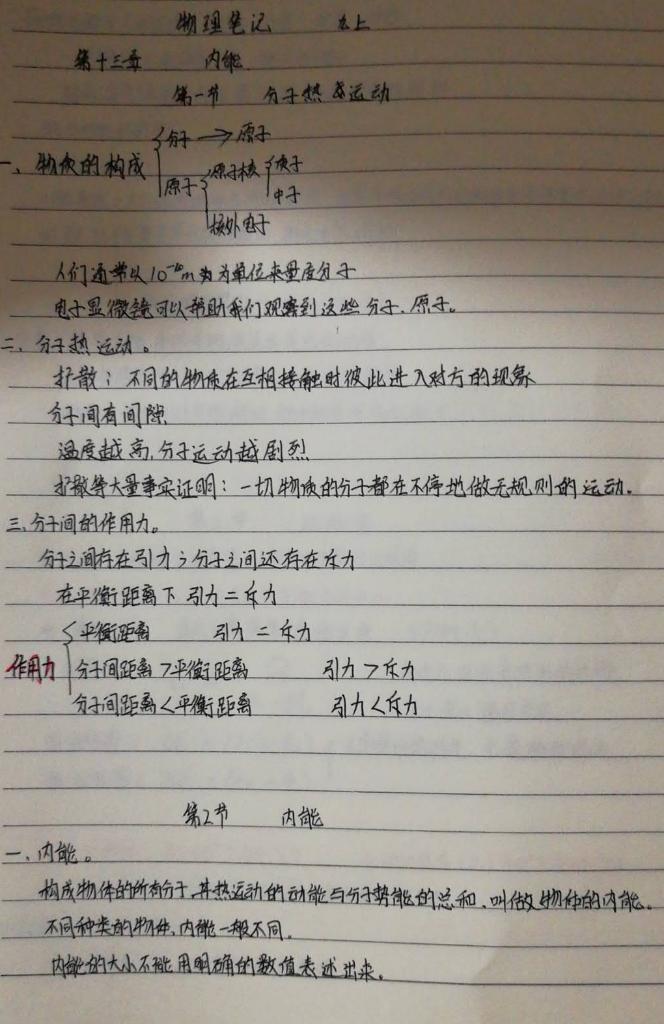 物理笔记 九上
第十三章 内能
第一节 分子热运动
分子→原子
一、物质的构成
原子 原子核 质子
中子
核外电子
人们通常以10⁻¹⁰m为单位来量度分子
电子显微镜可以帮助我们观察到这些分子、原子。
二、分子热运动。
扩散：不同的物质在互相接触时彼此进入对方的现象
分子间有间隙
温度越高,分子运动越剧烈
扩散等大量事实证明：一切物质的分子都在不停地做无规则的运动.
三、分子间的作用力。
分子之间存在引力;分子之间还存在斥力
在平衡距离下 引力=斥力
平衡距离 引力=斥力
作用力 分子间距离>平衡距离 引力>斥力
分子间距离<平衡距离 引力<斥力
第2节 内能
一、内能。
构成物体的所有分子,其热运动的动能与分子势能的总和、叫做物体的内能。
不同种类的物体、内能一般不同.
内能的大小不能用明确的数值表述出来。